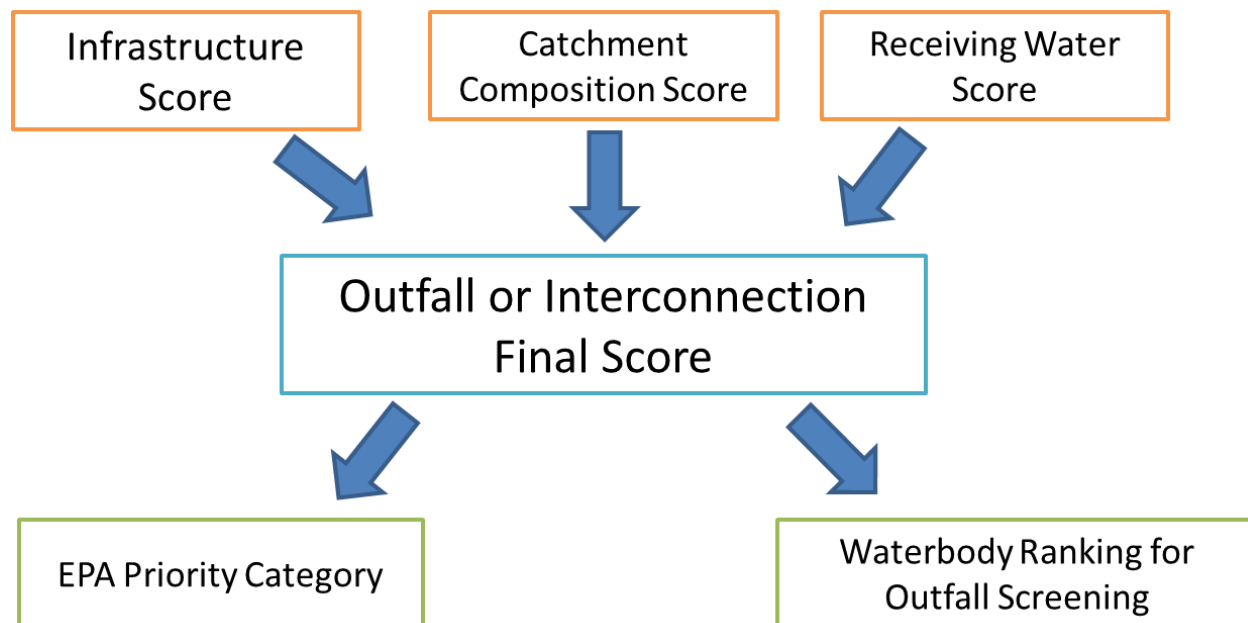 Infrastructure
Score
Catchment
Composition Score
Receiving Water
Score
Outfall or Interconnection
Final Score
EPA Priority Category
Waterbody Ranking for
Outfall Screening